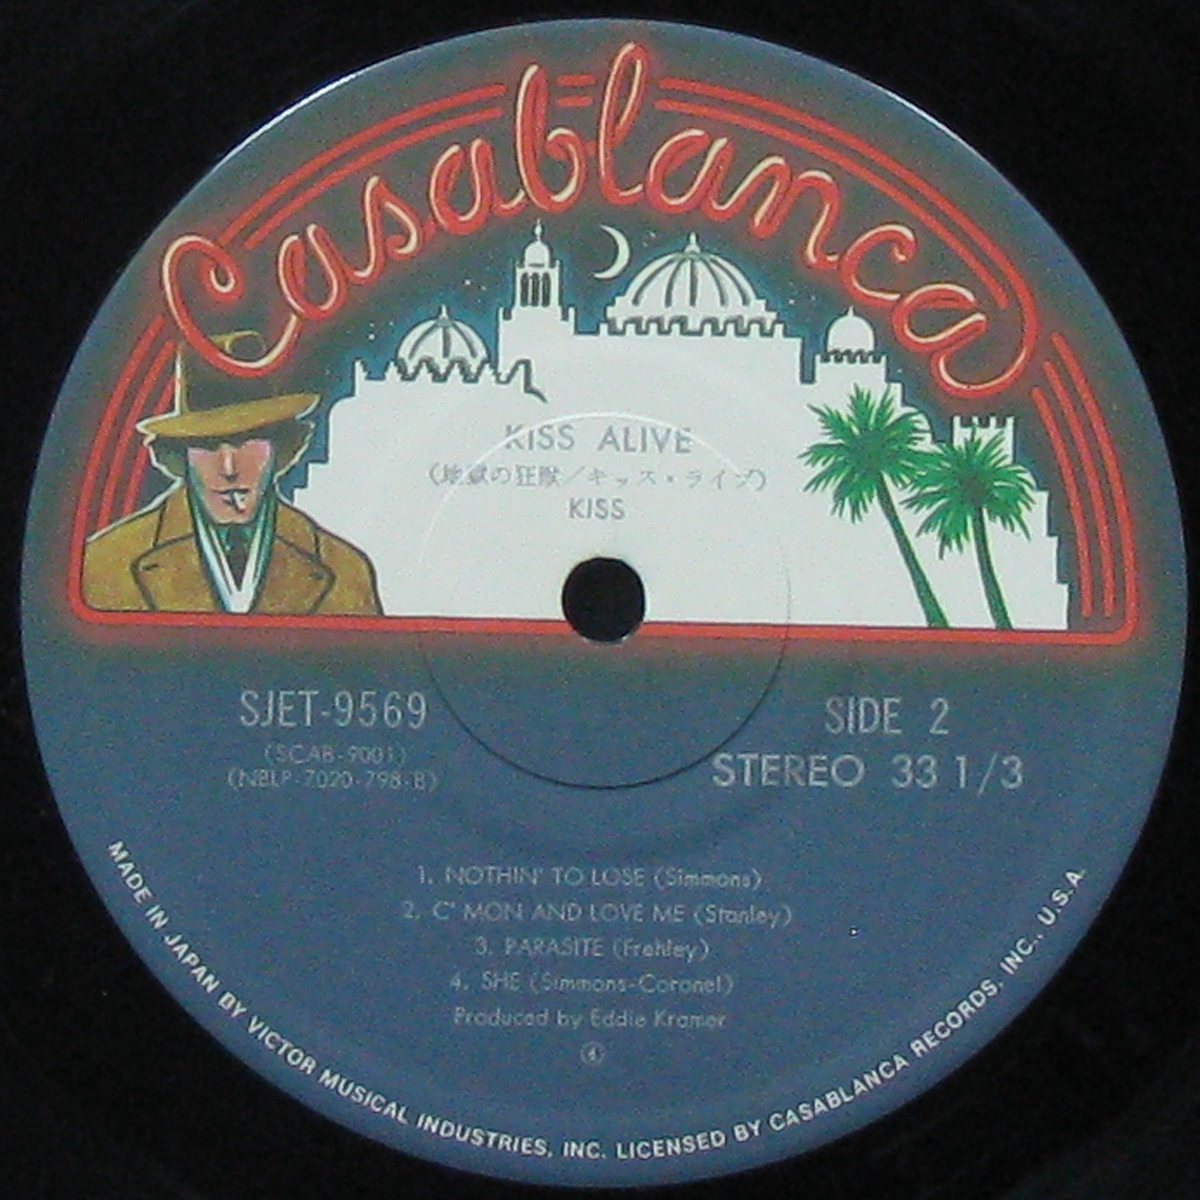 Casablanca
KISS ALIVE
(地獄の狂獣／キッス・ライブ)
KISS
SJET-9569
(SCAB-9001)
(NBLP-7020-798-B)
SIDE 2
STEREO 33 1/3
1. NOTHIN' TO LOSE (Simmons)
2. C' MON AND LOVE ME (Stanley)
3. PARASITE (Frehley)
4. SHE (Simmons-Coronel)
Produced by Eddie Kramer
④
MADE IN JAPAN BY VICTOR MUSICAL INDUSTRIES, INC. LICENSED BY CASABLANCA RECORDS, INC., U.S.A.